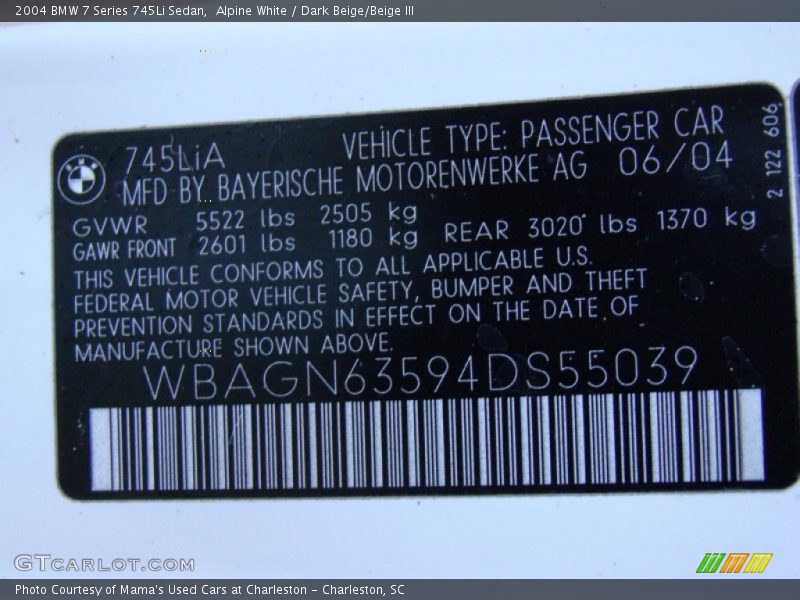 2004 BMW 7 Series 745Li Sedan,  Alpine White / Dark Beige/Beige III
745LiA
VEHICLE TYPE: PASSENGER CAR
MFD BY BAYERISCHE MOTORENWERKE AG 06/04
GVWR 5522 lbs 2505 kg
GAWR FRONT 2601 lbs 1180 kg REAR 3020 lbs 1370 kg
THIS VEHICLE CONFORMS TO ALL APPLICABLE U.S.
FEDERAL MOTOR VEHICLE SAFETY, BUMPER AND THEFT
PREVENTION STANDARDS IN EFFECT ON THE DATE OF
MANUFACTURE SHOWN ABOVE.
WBAGN63594DS55039
2 122 606
BMW
GTCARLOT.COM
Photo Courtesy of Mama's Used Cars at Charleston - Charleston, SC